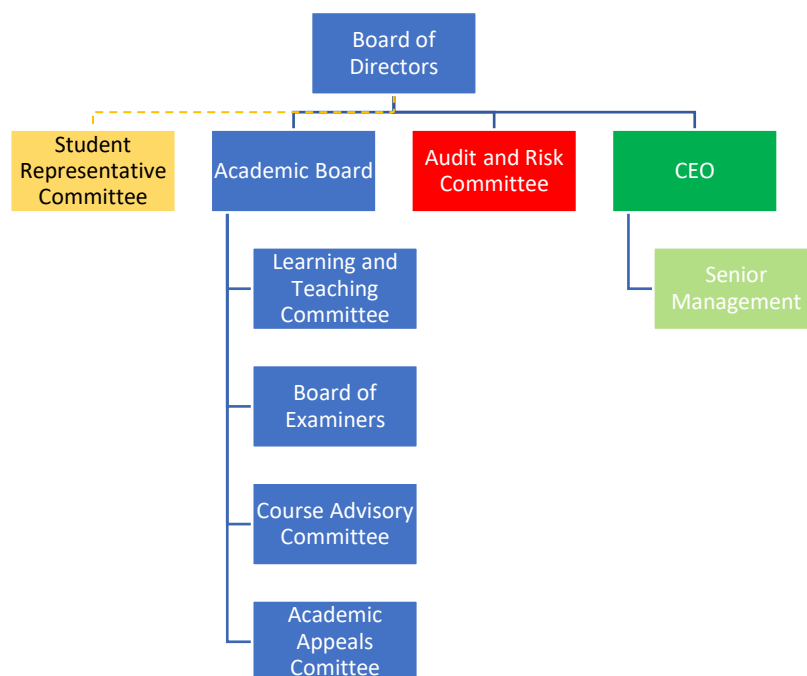 Board of
Directors
Student
Representative
Committee
Academic Board
Audit and Risk
Committee
CEO
Learning and
Teaching
Committee
Senior
Management
Board of
Examiners
Course Advisory
Committee
Academic
Appeals
Comittee